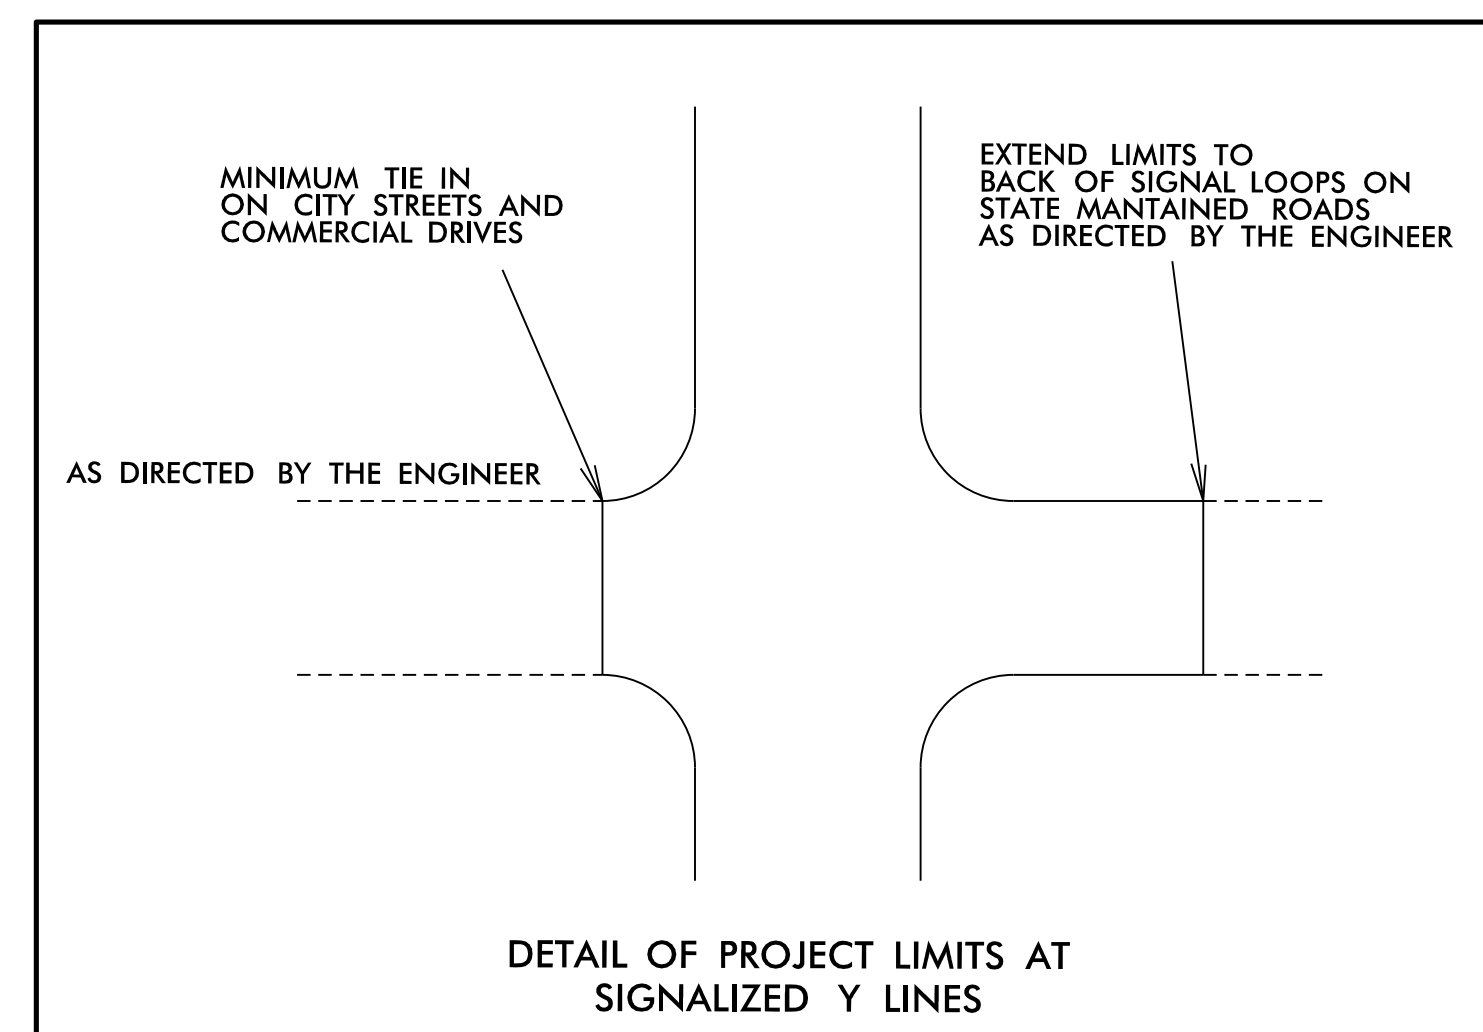 MINIMUM TIE IN
ON CITY STREETS AND
COMMERCIAL DRIVES
EXTEND LIMITS TO
BACK OF SIGNAL LOOPS ON
STATE MANTAINED ROADS
AS DIRECTED BY THE ENGINEER
AS DIRECTED BY THE ENGINEER
DETAIL OF PROJECT LIMITS AT
SIGNALIZED Y LINES